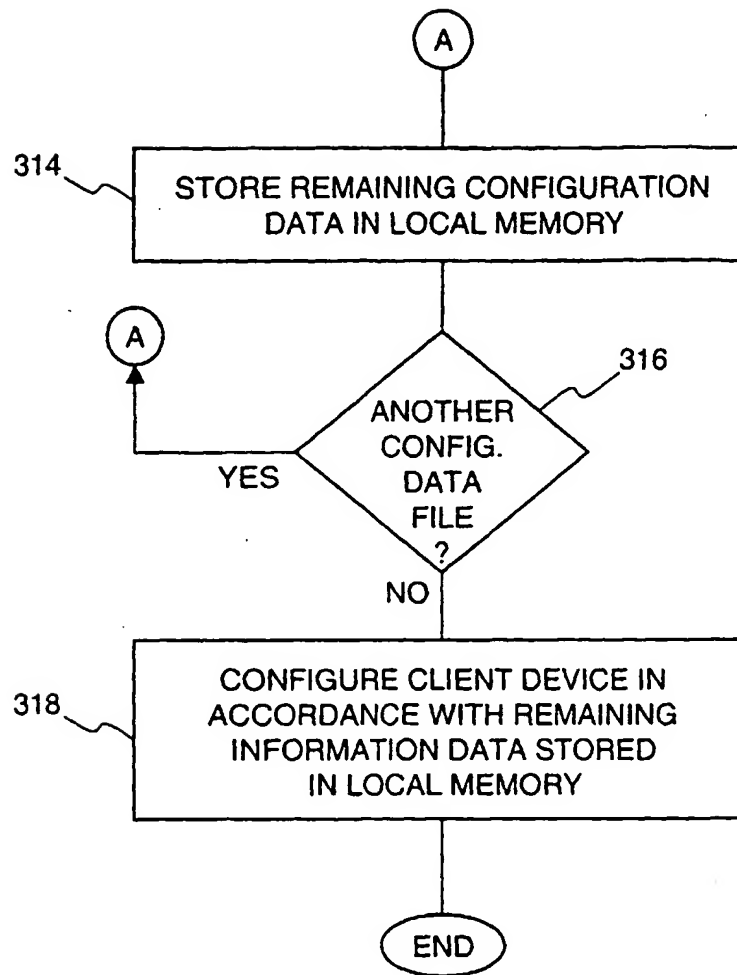 A
314
STORE REMAINING CONFIGURATION
DATA IN LOCAL MEMORY
A
316
ANOTHER
CONFIG.
DATA
FILE
?
YES
NO
318
CONFIGURE CLIENT DEVICE IN
ACCORDANCE WITH REMAINING
INFORMATION DATA STORED
IN LOCAL MEMORY
END